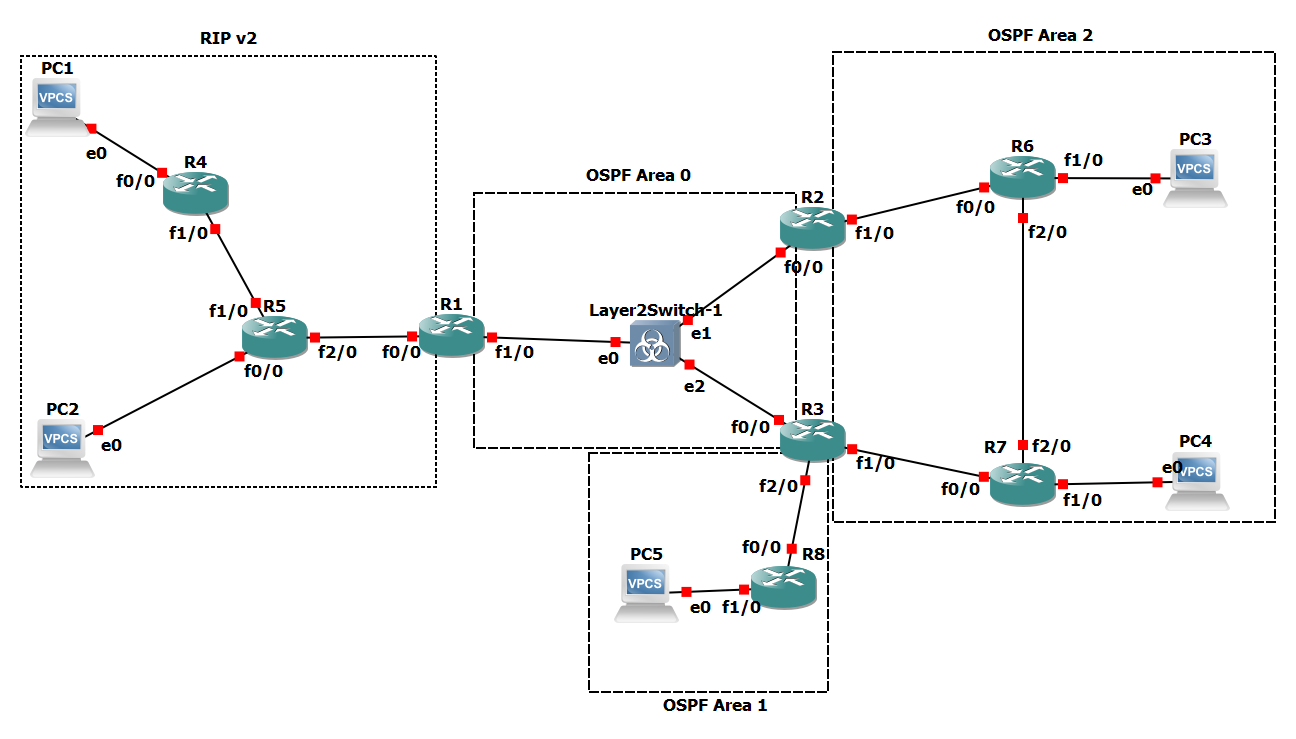 RIP v2
OSPF Area 2
PC1
VPCS
e0
f0/0
R4
f1/0
f1/0
R5
f2/0
f0/0
PC2
VPCS
e0
R1
f0/0
f1/0
OSPF Area 0
Layer2Switch-1
e0
e1
e2
R2
f0/0
f1/0
R3
f0/0
f1/0
f2/0
R6
f0/0
f1/0
f2/0
PC3
VPCS
e0
R7
f2/0
f0/0
f1/0
PC4
VPCS
e0
f0/0
R8
f1/0
PC5
VPCS
e0
OSPF Area 1